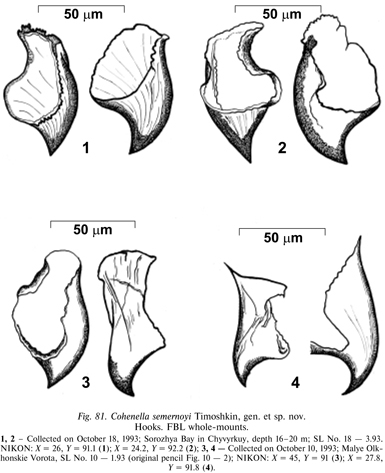 50 μm
50 μm
1
2
50 μm
50 μm
3
4
Fig. 81. Cohenella semernoyi Timoshkin, gen. et sp. nov.
Hooks. FBL whole-mounts.
1, 2 – Collected on October 18, 1993; Sorozhya Bay in Chyvyrkuy, depth 16–20 m; SL No. 18 — 3.93.
NIKON: X = 26, Y = 91.1 (1); X = 24.2, Y = 92.2 (2); 3, 4 — Collected on October 10, 1993; Malye Olk-
honskie Vorota, SL No. 10 – 1.93 (original pencil Fig. 10 — 2); NIKON: X = 45, Y = 91 (3); X = 27.8,
Y = 91.8 (4).